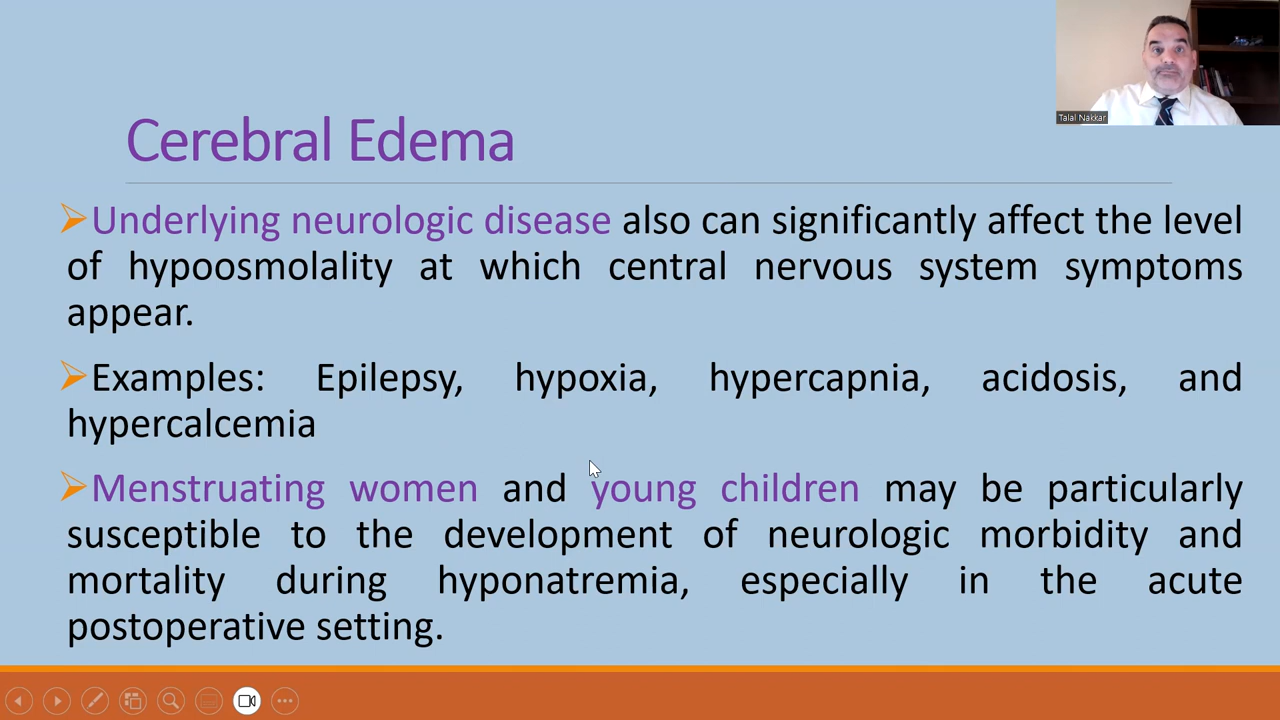 Talal Nakkar
Cerebral Edema
Underlying neurologic disease also can significantly affect the level
of hypoosmolality at which central nervous system symptoms
appear.
Examples: Epilepsy, hypoxia, hypercapnia, acidosis, and
hypercalcemia
Menstruating women and young children may be particularly
susceptible to the development of neurologic morbidity and
mortality during hyponatremia, especially in the acute
postoperative setting.